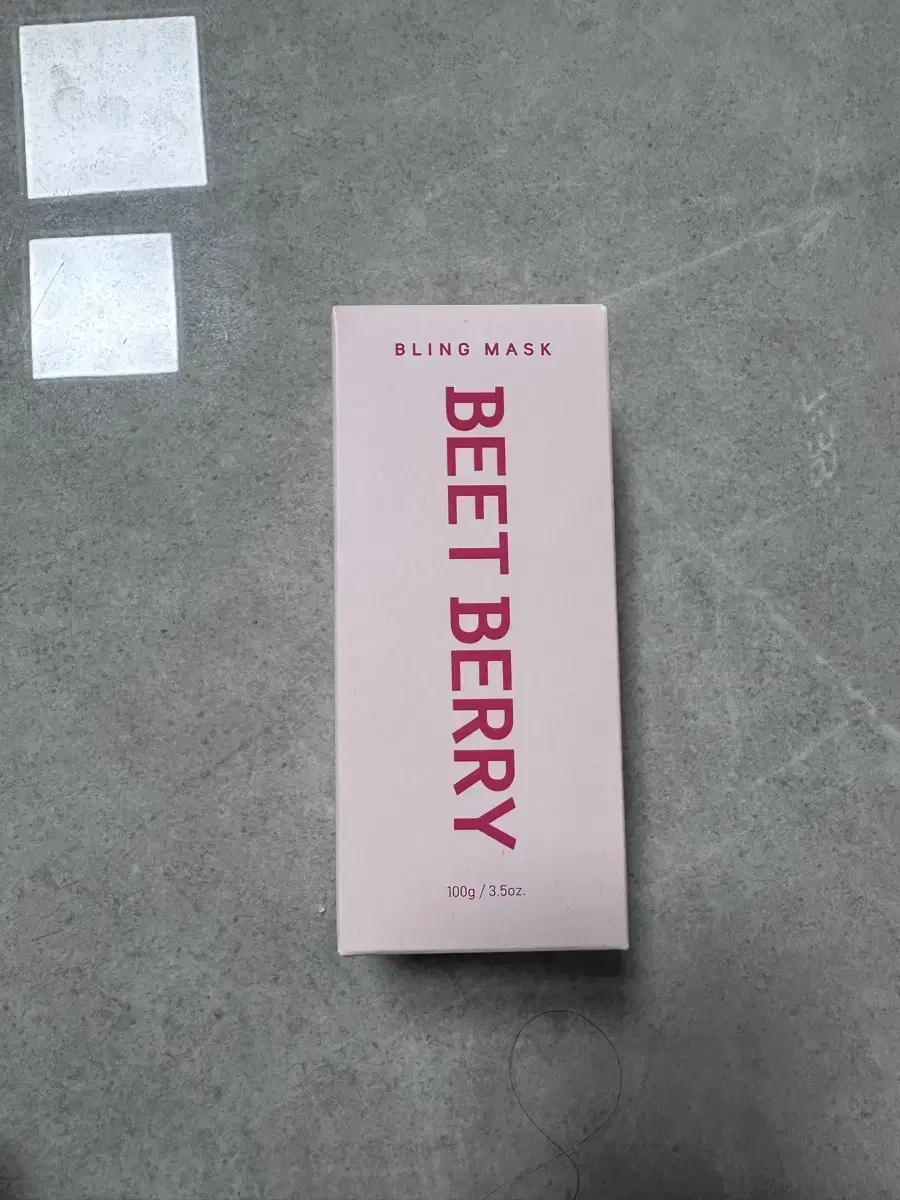 BLING MASK
BEET BERRY
100g / 3.5oz.